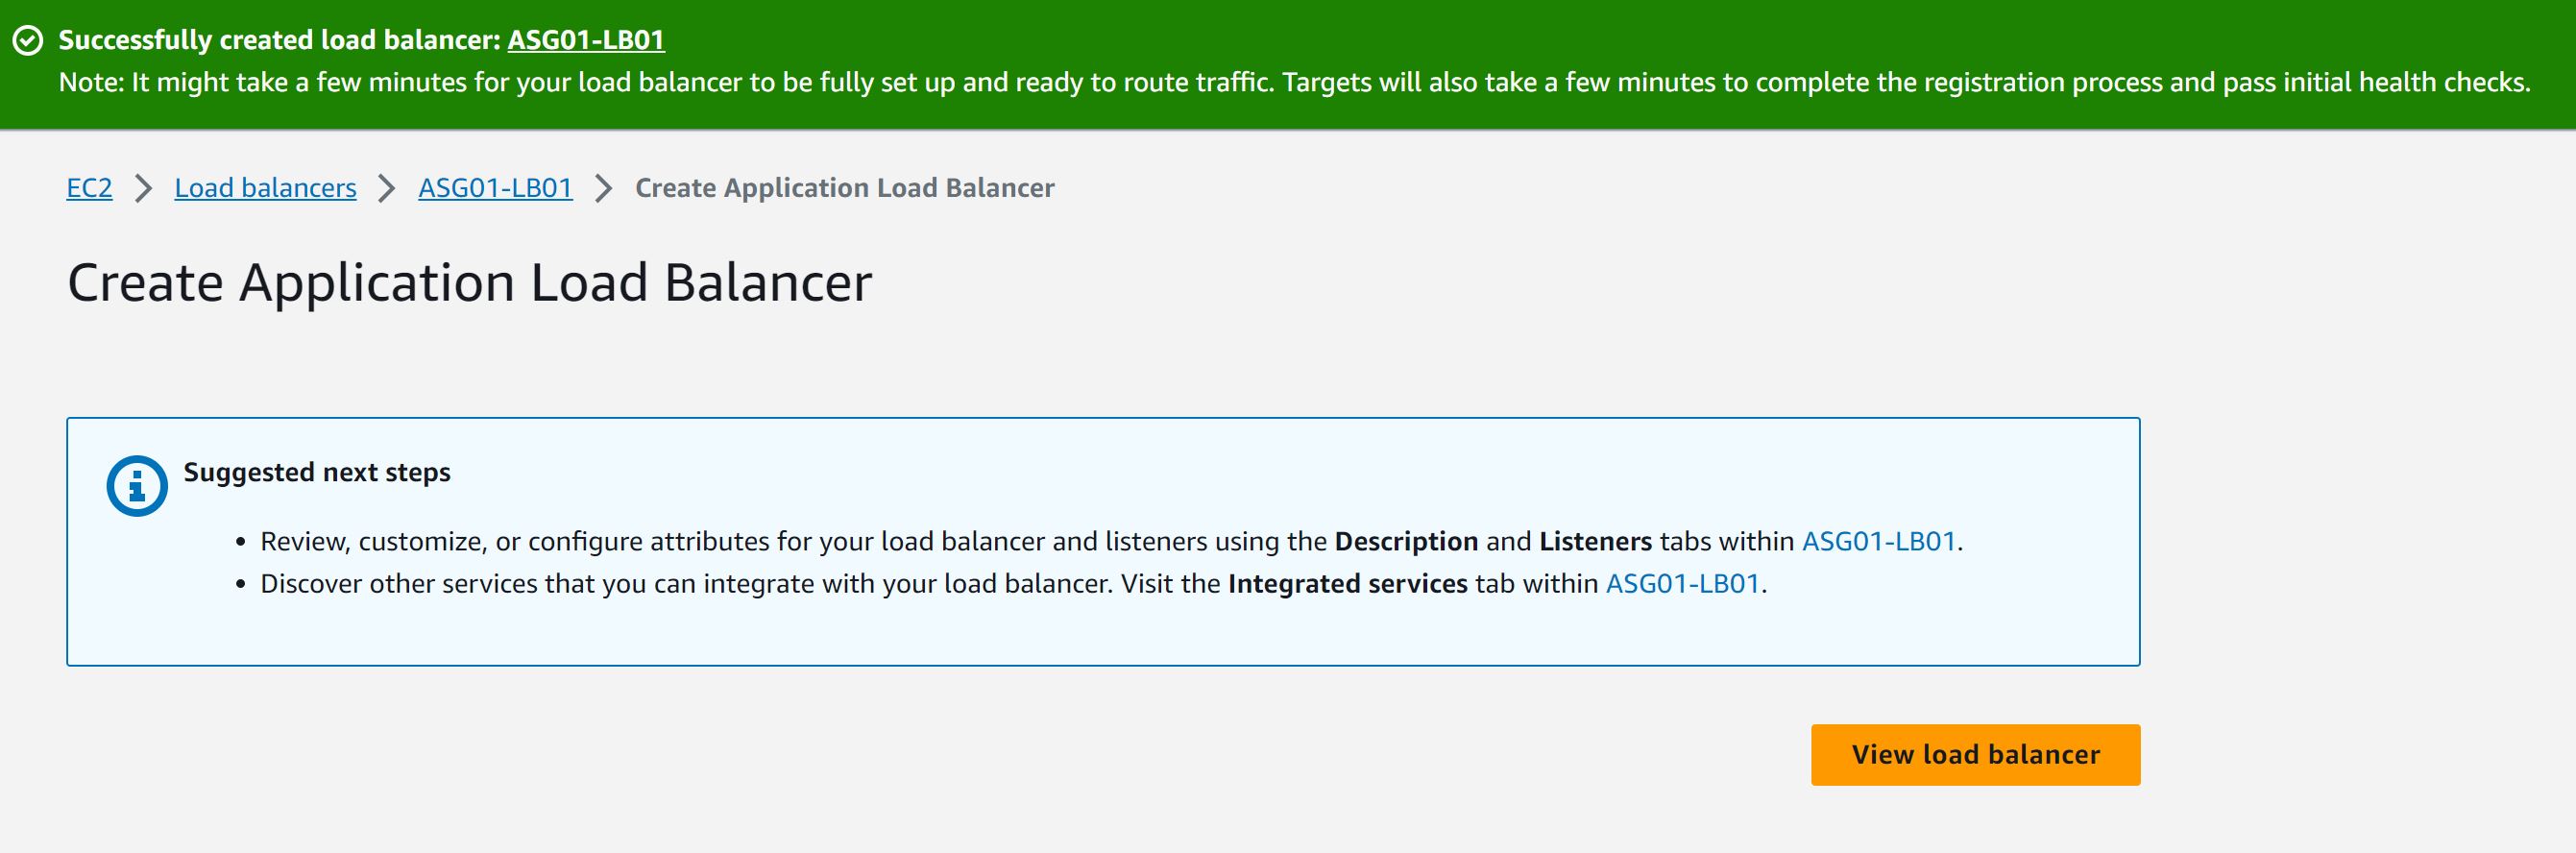 Successfully created load balancer: ASG01-LB01
Note: It might take a few minutes for your load balancer to be fully set up and ready to route traffic. Targets will also take a few minutes to complete the registration process and pass initial health checks.
EC2 > Load balancers > ASG01-LB01 > Create Application Load Balancer
Create Application Load Balancer
Suggested next steps
• Review, customize, or configure attributes for your load balancer and listeners using the Description and Listeners tabs within ASG01-LB01.
• Discover other services that you can integrate with your load balancer. Visit the Integrated services tab within ASG01-LB01.
View load balancer